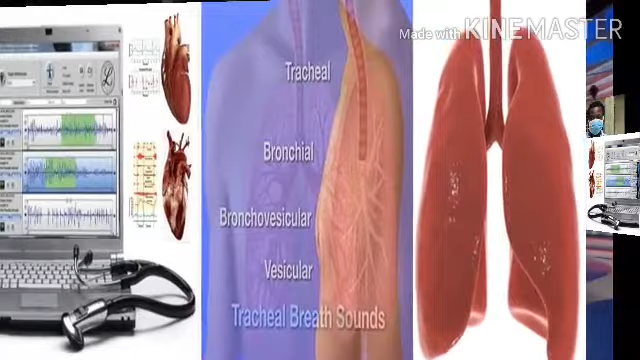 Made with KINEMASTER
Tracheal
Bronchial
Bronchovesicular
Vesicular
Tracheal Breath Sounds